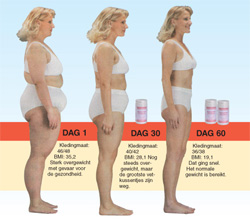 DAG 1
Kledingmaat:
46/48
BMI: 35,2
Sterk overgewicht
met gevaar voor
de gezondheid.
DAG 30
Kledingmaat:
40/42
BMI: 28,1 Nog
steeds over-
gewicht, maar
de grootste vet-
kussentjes zijn
weg.
DAG 60
Kledingmaat:
36/38
BMI: 19,1
Dat ging snel.
Het normale
gewicht is bereikt.